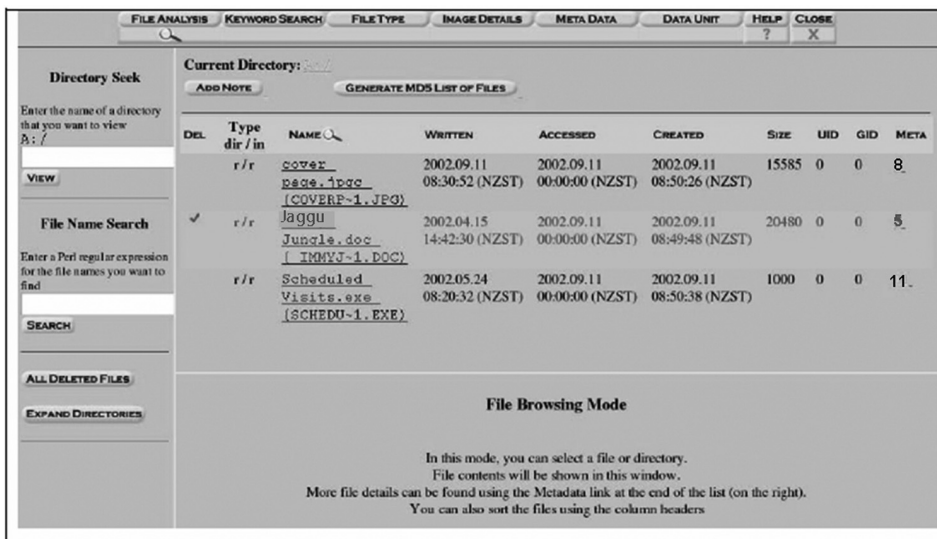 FILE ANALYSIS KEYWORD SEARCH FILE TYPE IMAGE DETAILS META DATA DATA UNIT HELP CLOSE
? X
Directory Seek
Enter the name of a directory
that you want to view
A:/
VIEW
File Name Search
Enter a Perl regular expression
for the file names you want to
find
SEARCH
ALL DELETED FILES
EXPAND DIRECTORIES
Current Directory: A:/
ADD NOTE GENERATE MD5 LIST OF FILES
DEL Type NAME WRITTEN ACCESSED CREATED SIZE UID GID META
dir / in
r / r cover 2002.09.11 2002.09.11 2002.09.11 15585 0 0 8
page.jpgc 08:30:52 (NZST) 00:00:00 (NZST) 08:50:26 (NZST)
(COVERP~1.JPG)
✓ r / r Jaggu 2002.04.15 2002.09.11 2002.09.11 20480 0 0 5
Jungle.doc 14:42:30 (NZST) 00:00:00 (NZST) 08:49:48 (NZST)
(_IMMYJ~1.DOC)
r / r Scheduled 2002.05.24 2002.09.11 2002.09.11 1000 0 0 11
Visits.exe 08:20:32 (NZST) 00:00:00 (NZST) 08:50:38 (NZST)
(SCHEDU~1.EXE)
File Browsing Mode
In this mode, you can select a file or directory.
File contents will be shown in this window.
More file details can be found using the Metadata link at the end of the list (on the right).
You can also sort the files using the column headers